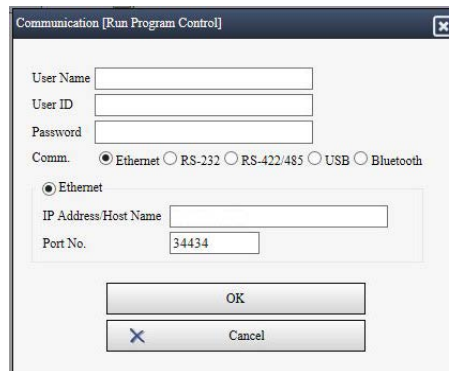 Communication [Run Program Control]
User Name
User ID
Password
Comm. Ethernet RS-232 RS-422/485 USB Bluetooth
Ethernet
IP Address/Host Name
Port No. 34434
OK
Cancel